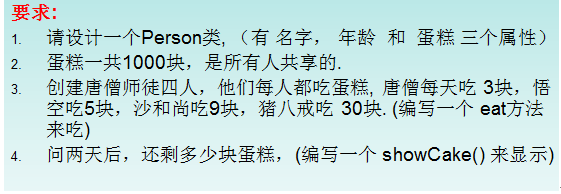 要求:
1. 请设计一个Person类, （有 名字， 年龄 和 蛋糕 三个属性）
2. 蛋糕一共1000块，是所有人共享的.
3. 创建唐僧师徒四人，他们每人都吃蛋糕, 唐僧每天吃 3块，悟
空吃5块，沙和尚吃9块，猪八戒吃 30块. (编写一个 eat方法
来吃)
4. 问两天后，还剩多少块蛋糕，(编写一个 showCake() 来显示)